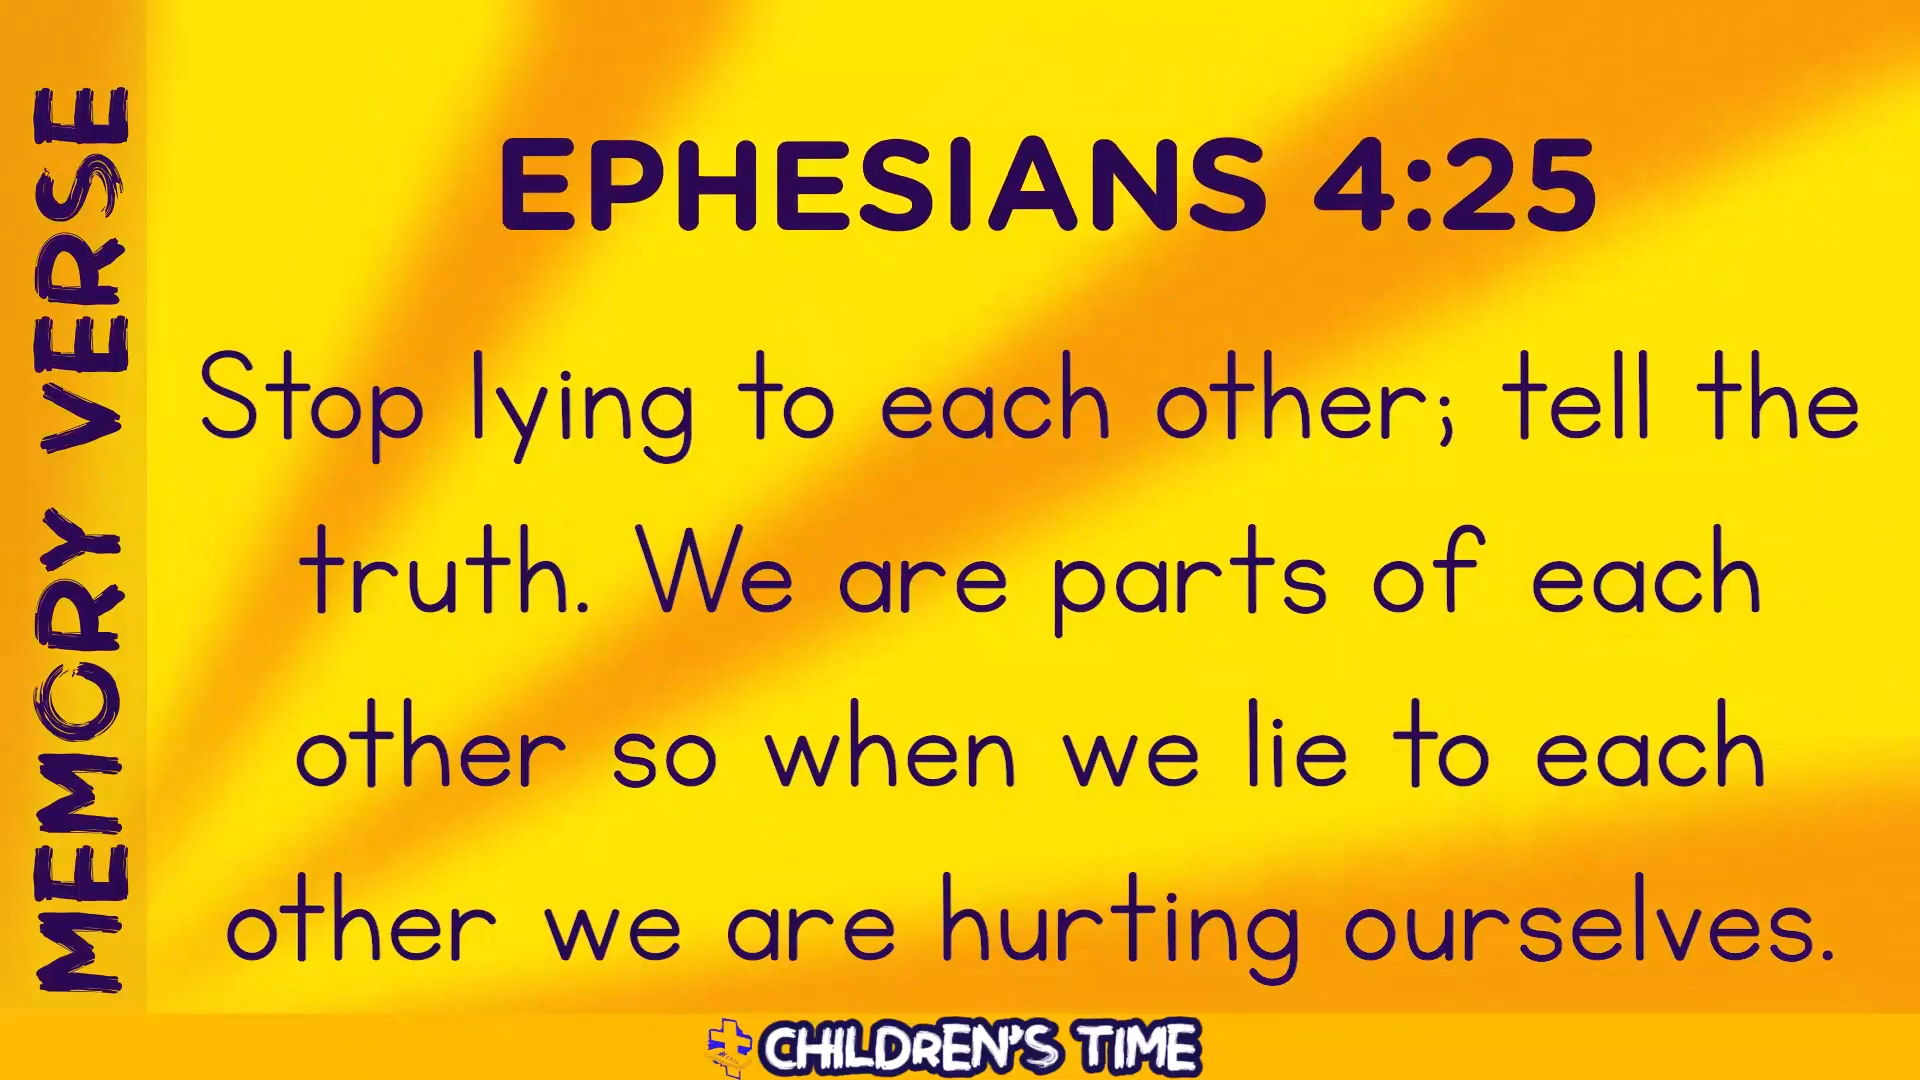 MEMORY VERSE
EPHESIANS 4:25
Stop lying to each other; tell the
truth. We are parts of each
other so when we lie to each
other we are hurting ourselves.
CHILDREN'S TIME